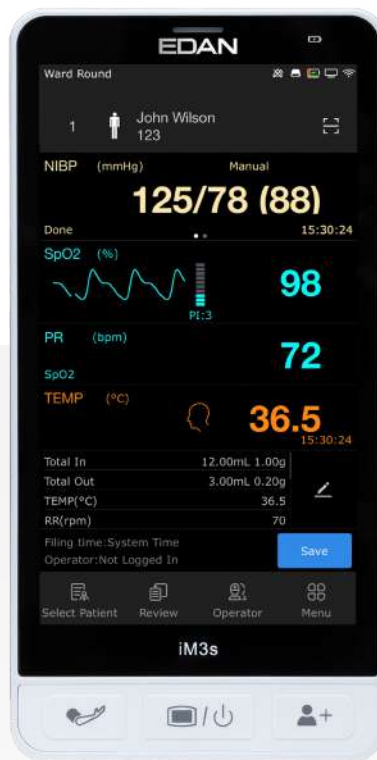 EDAN
Ward Round
1 John Wilson
123
NIBP (mmHg) Manual
125/78 (88)
Done 15:30:24
SpO2 (%)
98
PI:3
PR (bpm)
72
SpO2
TEMP (°C)
36.5
15:30:24
Total In 12.00mL 1.00g
Total Out 3.00mL 0.20g
TEMP(°C) 36.5
RR(rpm) 70
Filing time:System Time
Operator:Not Logged In
Save
Select Patient Review Operator Menu
iM3s